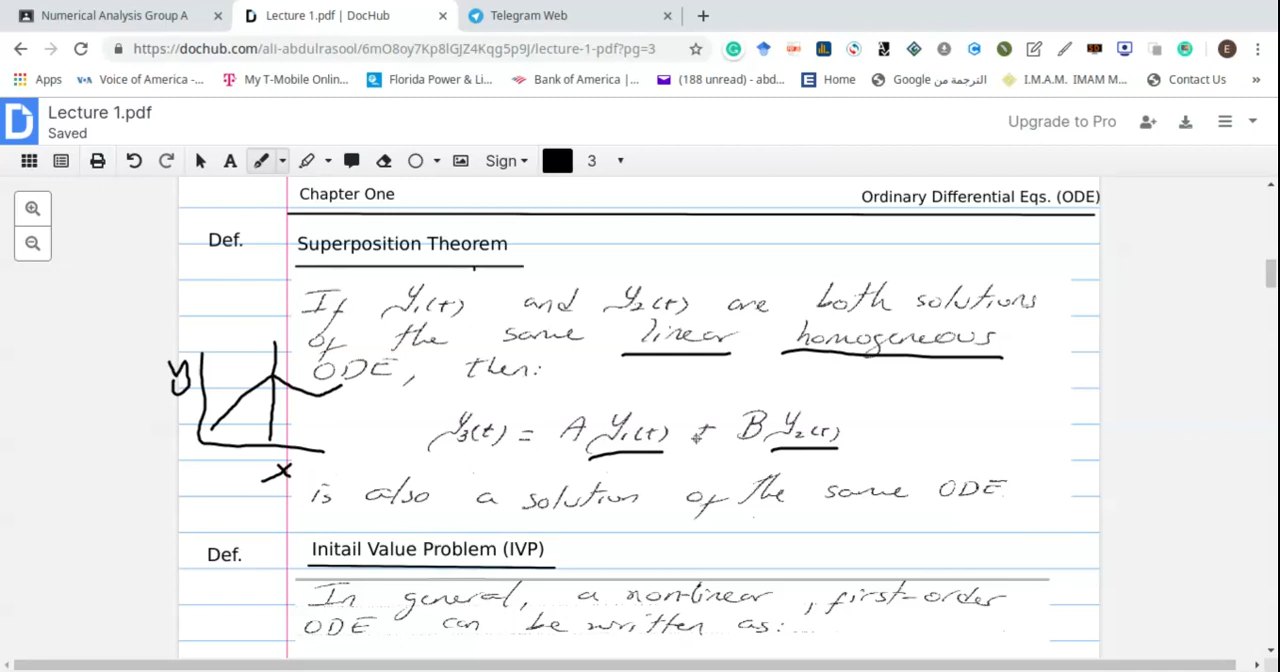 Numerical Analysis Group A
Lecture 1.pdf | DocHub
Telegram Web
https://dochub.com/ali-abdulrasool/6mO8oy7Kp8lGJZ4Kqg5p9J/lecture-1-pdf?pg=3
E
Apps
Voice of America -...
My T-Mobile Onlin...
Florida Power & Li...
Bank of America |...
(188 unread) - abd...
Home
الترجمة من Google
I.M.A.M. IMAM M...
Contact Us
»
Lecture 1.pdf
Saved
Upgrade to Pro
A
Sign
3
Chapter One
Ordinary Differential Eqs. (ODE)
Def.
Superposition Theorem
If y1(t) and y2(t) are both solutions
of the same linear homogeneous
ODE, then:
y
x
y3(t) = A y1(t) + B y2(t)
is also a solution of the same ODE
Def.
Initail Value Problem (IVP)
In general, a nonlinear, first-order
ODE can be written as: